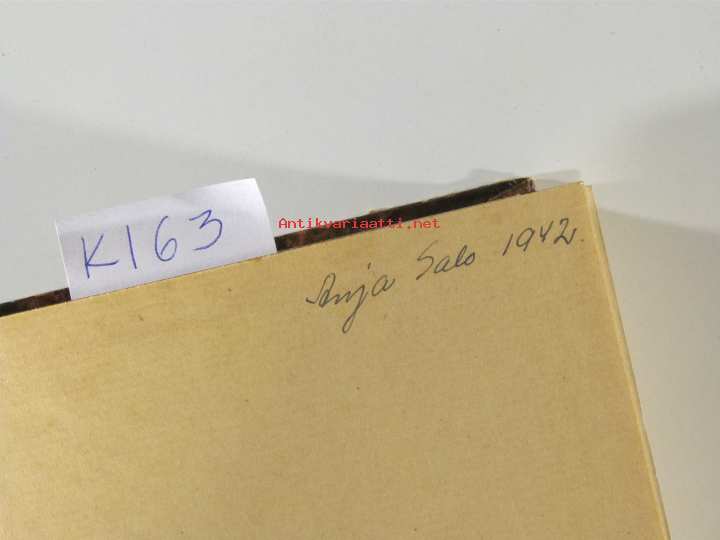 K163
Antikvariaatti.net
Anja Salo 1942.